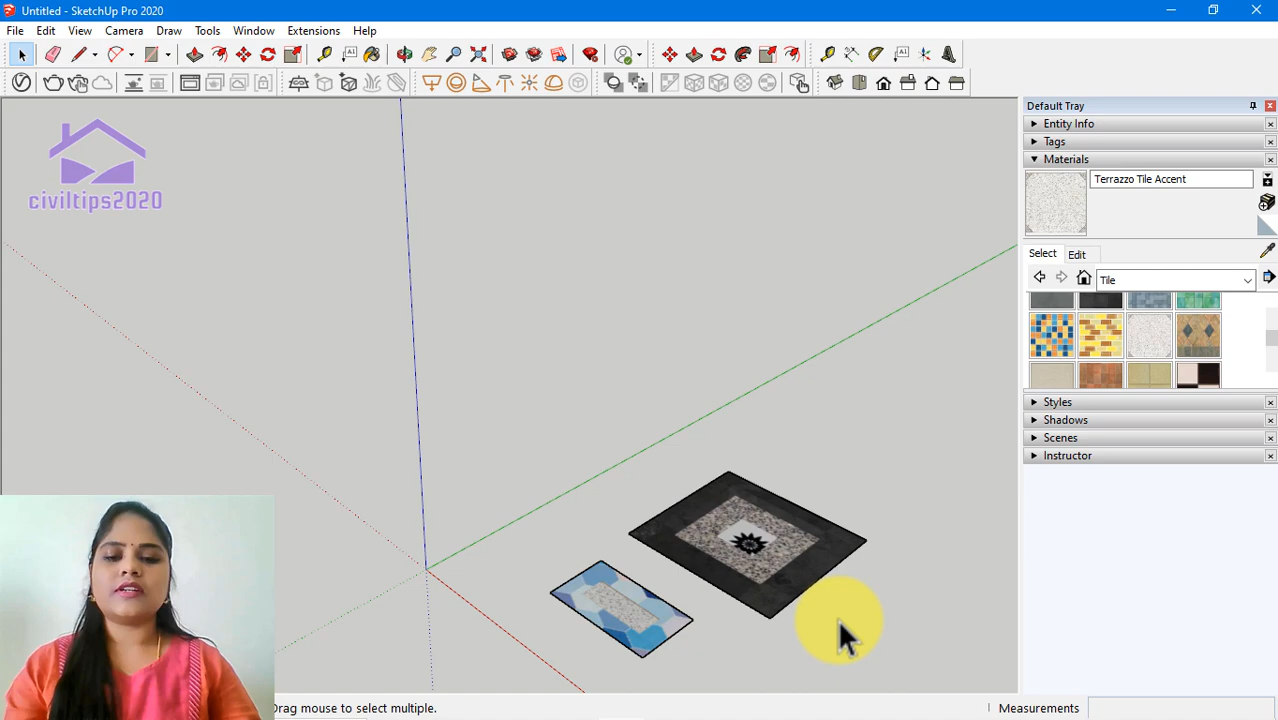 Untitled - SketchUp Pro 2020
File Edit View Camera Draw Tools Window Extensions Help
civiltips2020
Default Tray
Entity Info
Tags
Materials
Terrazzo Tile Accent
Select Edit
Tile
Styles
Shadows
Scenes
Instructor
Drag mouse to select multiple.
Measurements